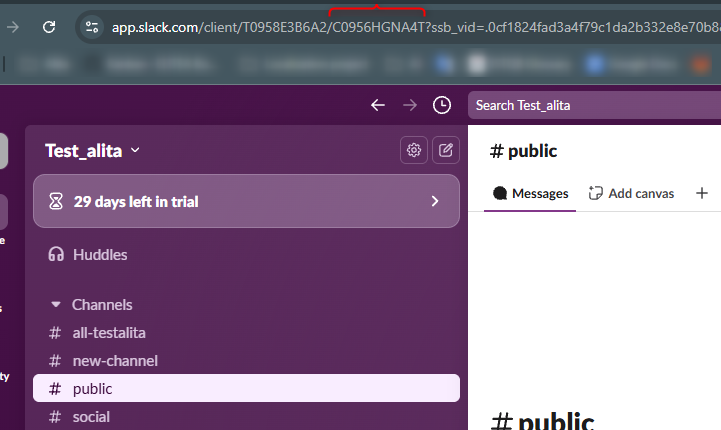 app.slack.com/client/T0958E3B6A2/C0956HGNA4T?ssb_vid=.0cf1824fad3a4f79c1da2b332e8e70b8
Search Test_alita
Test_alita
# public
29 days left in trial
Messages
Add canvas
Huddles
Channels
# all-testalita
# new-channel
# public
# social
# public